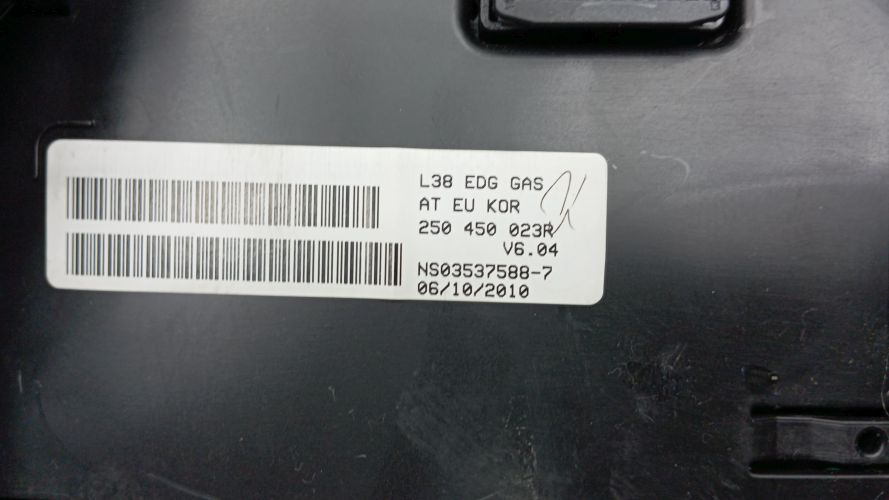 L38 EDG GAS
AT EU KOR
250 450 023R
V6.04
NS03537588-7
06/10/2010